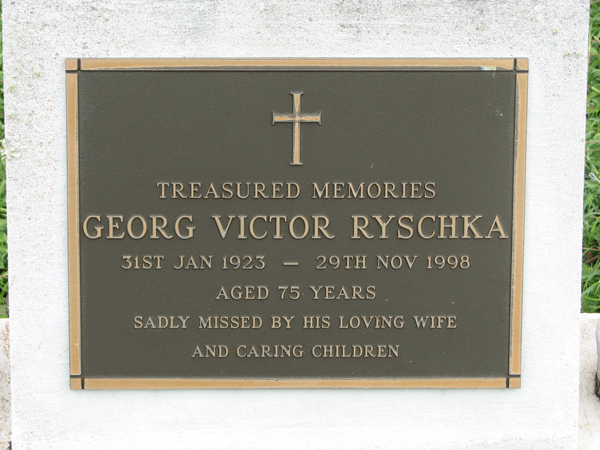 TREASURED MEMORIES
GEORG VICTOR RYSCHKA
31ST JAN 1923 — 29TH NOV 1998
AGED 75 YEARS
SADLY MISSED BY HIS LOVING WIFE
AND CARING CHILDREN